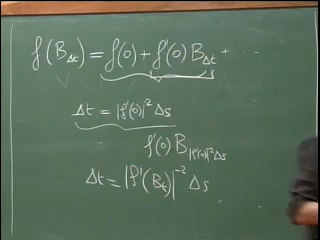 f(B_{Δt}) = f(0) + f'(0) B_{Δt} + ...
Δt = |f'(0)|^{-2} Δs
f'(0) B_{|f'(0)|^{-2} Δs}
Δt = |f'(B_t)|^{-2} Δs